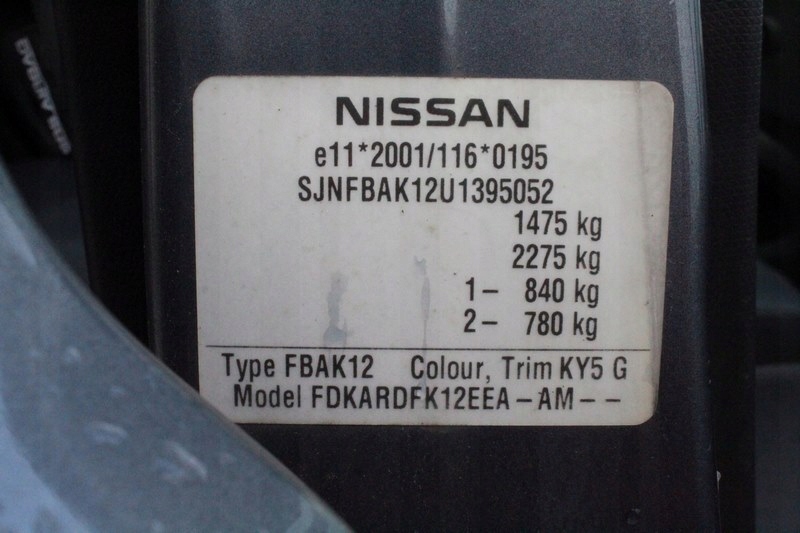 NISSAN
e11*2001/116*0195
SJNFBAK12U1395052
1475 kg
2275 kg
1– 840 kg
2– 780 kg
Type FBAK12 Colour, Trim KY5 G
Model FDKARDFK12EEA–AM– –